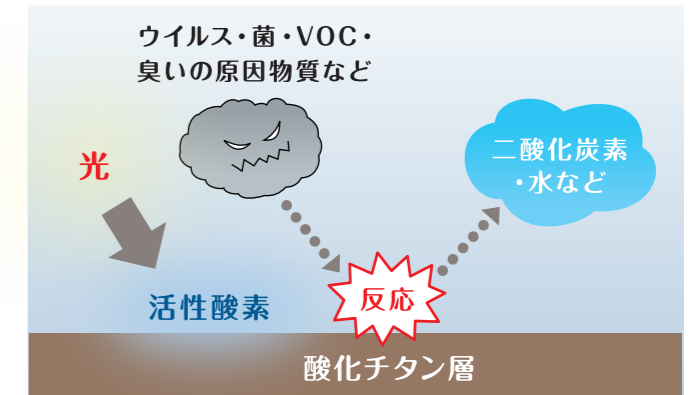 ウイルス・菌・VOC・
臭いの原因物質など
光
二酸化炭素
・水など
活性酸素
反応
酸化チタン層